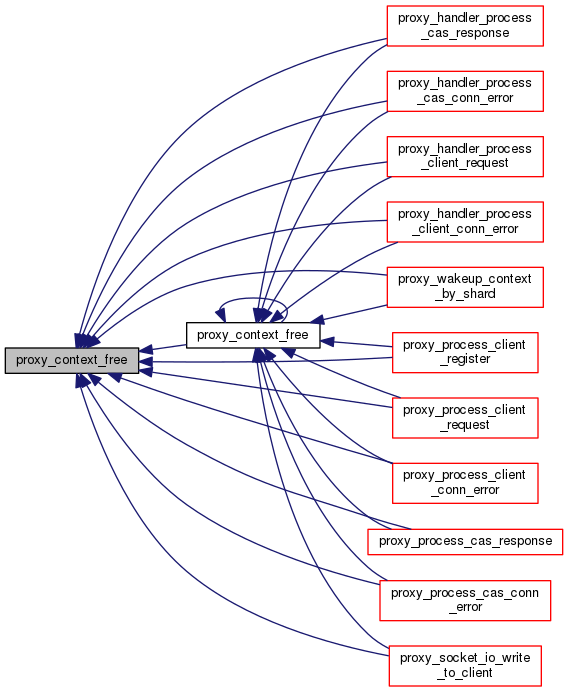 proxy_handler_process
_cas_response
proxy_handler_process
_cas_conn_error
proxy_handler_process
_client_request
proxy_handler_process
_client_conn_error
proxy_wakeup_context
_by_shard
proxy_context_free
proxy_process_client
_register
proxy_context_free
proxy_process_client
_request
proxy_process_client
_conn_error
proxy_process_cas_response
proxy_process_cas_conn
_error
proxy_socket_io_write
_to_client